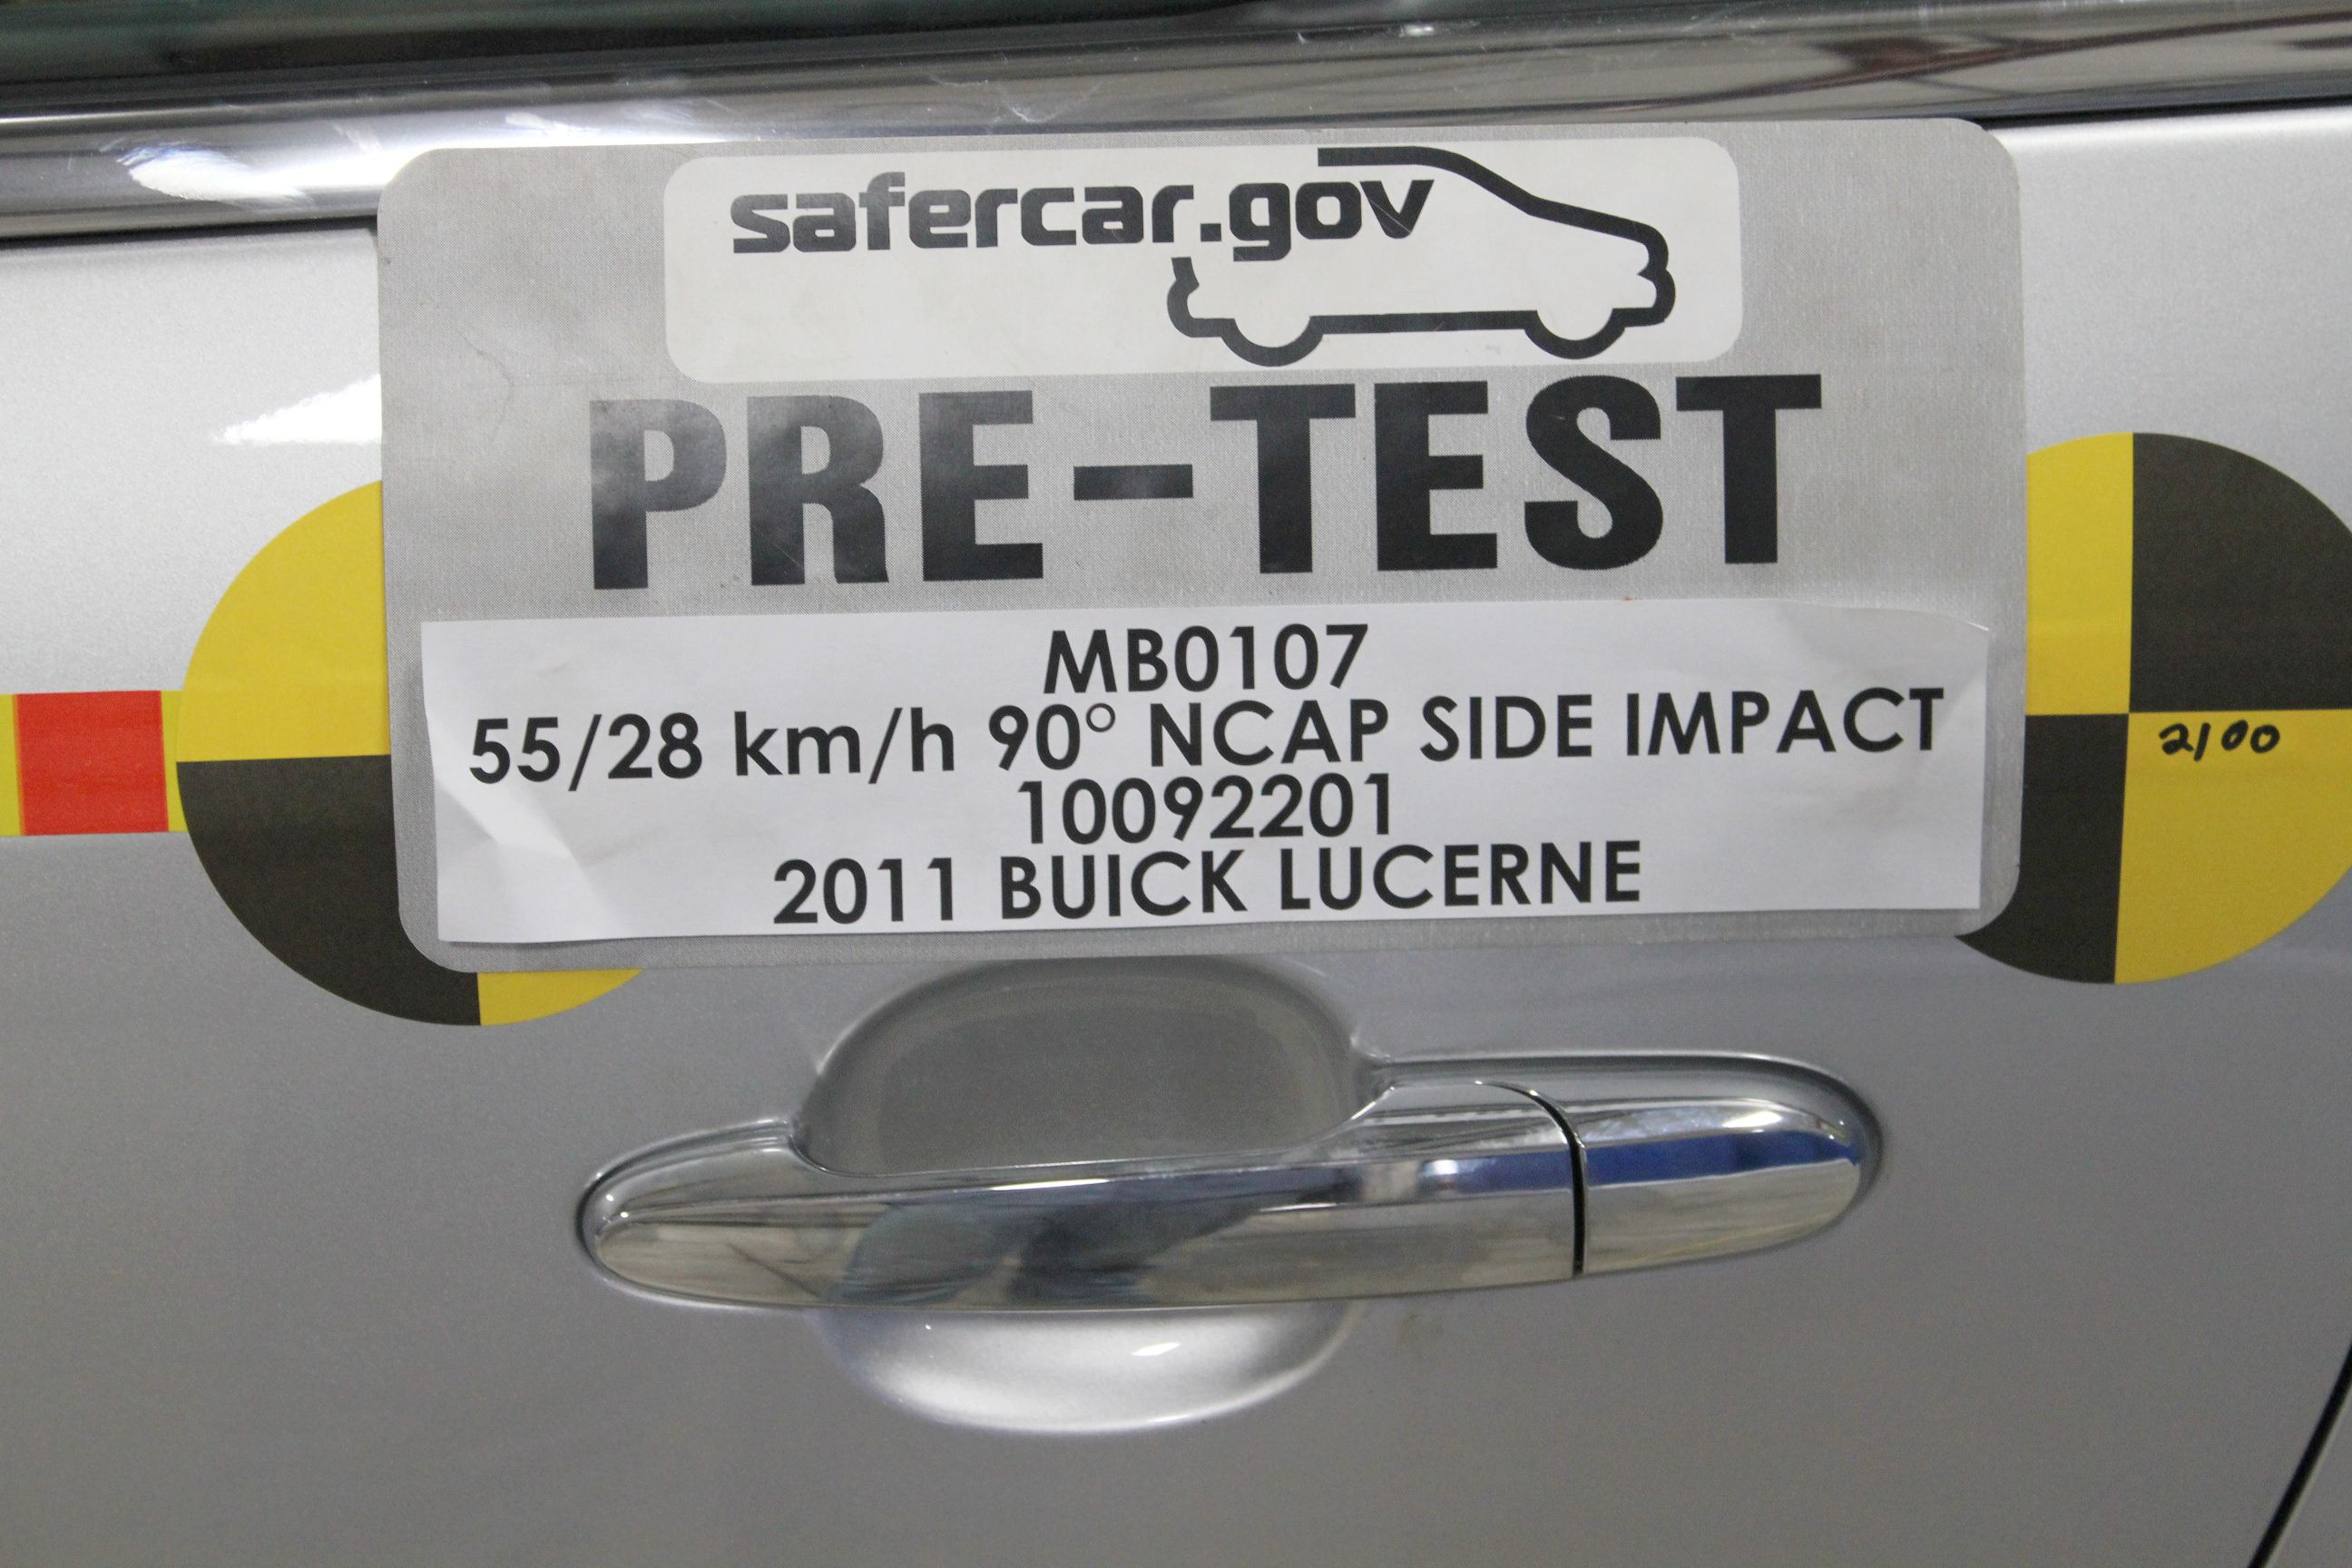 safercar.gov
PRE-TEST
MB0107
55/28 km/h 90° NCAP SIDE IMPACT
2100
10092201
2011 BUICK LUCERNE